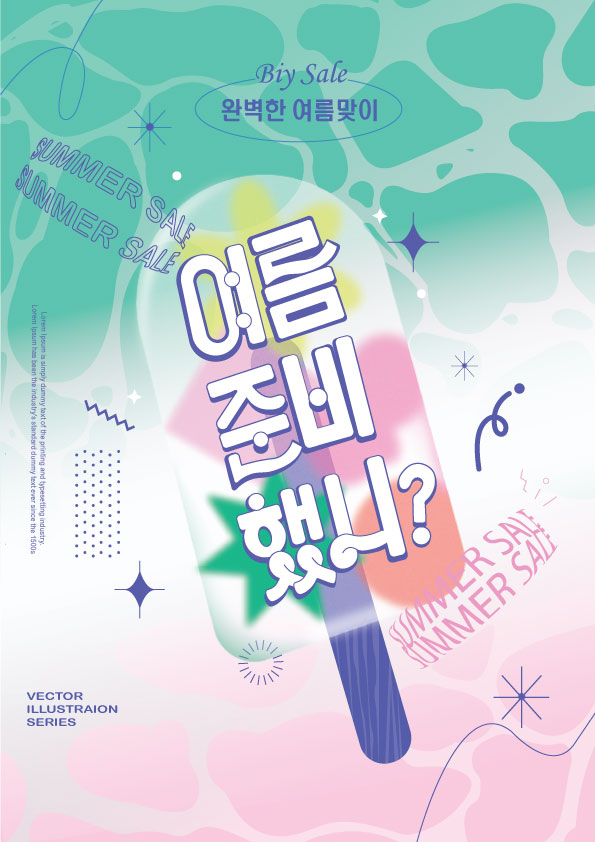 Biy Sale
완벽한 여름맞이
SUMMER SALE
SUMMER SALE
여름
준비
했니?
Lorem Ipsum is simply dummy text of the printing and typesetting industry.
Lorem Ipsum has been the industry's standard dummy text ever since the 1500s
SUMMER SALE
SUMMER SALE
VECTOR
ILLUSTRAION
SERIES